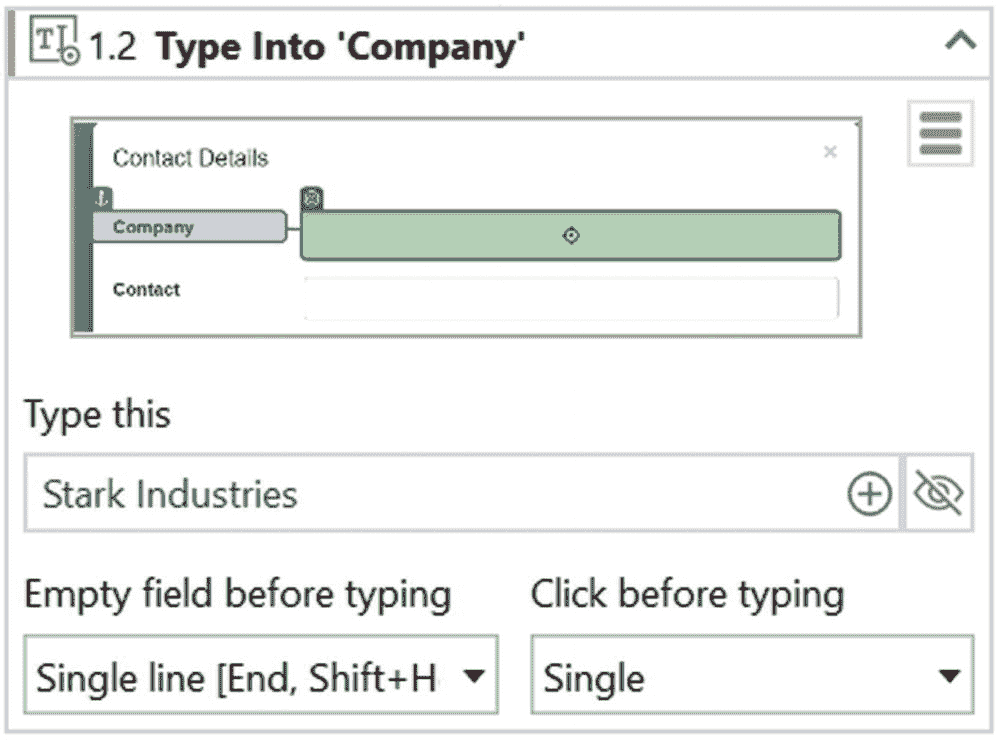 1.2 Type Into 'Company'
Contact Details
Company
Contact
Type this
Stark Industries
Empty field before typing Click before typing
Single line [End, Shift+H Single